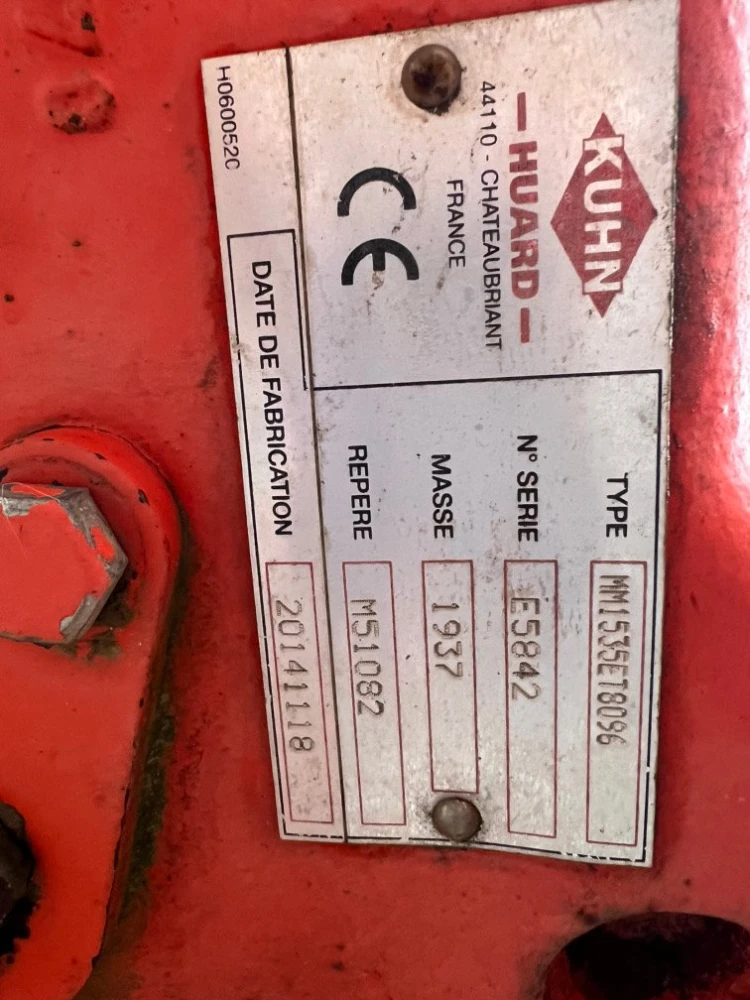 KUHN
HUARD
44110 - CHATEAUBRIANT
FRANCE
CE
TYPE MM1535ET8096
N° SERIE E5842
MASSE 1937
REPERE M51082
DATE DE FABRICATION 20141118
H060052C